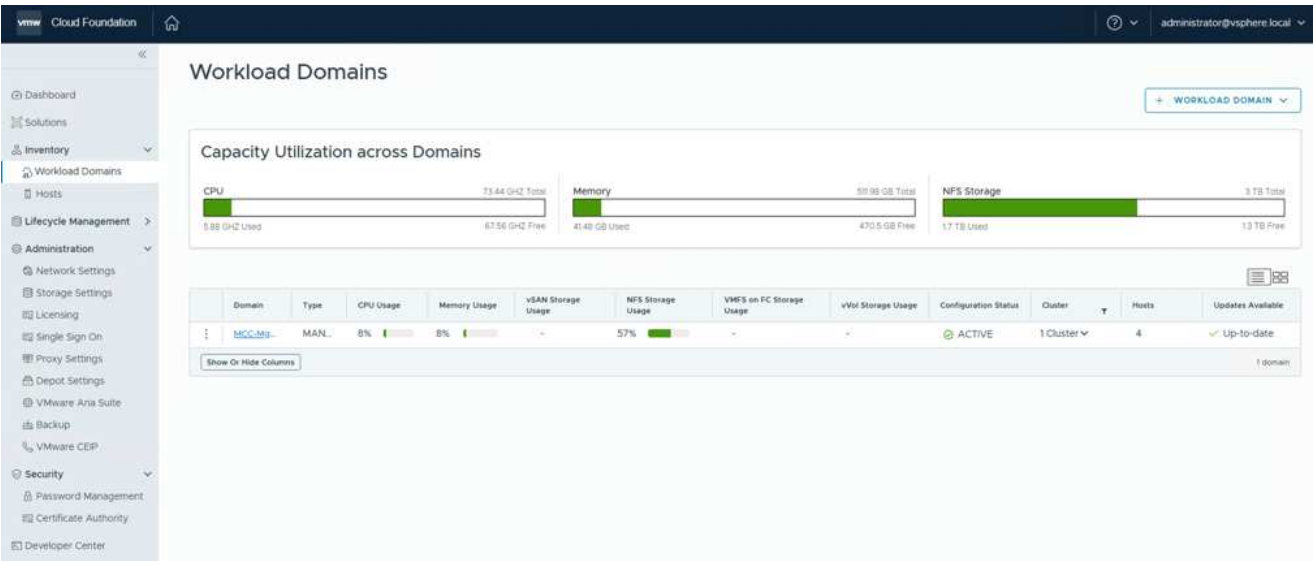 vmw Cloud Foundation
administrator@vsphere.local
Dashboard
Solutions
Inventory
Workload Domains
Hosts
Lifecycle Management
Administration
Network Settings
Storage Settings
Licensing
Single Sign On
Proxy Settings
Depot Settings
VMware Aria Suite
Backup
VMware CEIP
Security
Password Management
Certificate Authority
Developer Center
Workload Domains
+ WORKLOAD DOMAIN
Capacity Utilization across Domains
CPU 73.44 GHZ Total
5.88 GHZ Used 67.56 GHZ Free
Memory 511.98 GB Total
41.48 GB Used 470.5 GB Free
NFS Storage 3 TB Total
1.7 TB Used 1.3 TB Free
Domain Type CPU Usage Memory Usage vSAN Storage Usage NFS Storage Usage VMFS on FC Storage Usage vVol Storage Usage Configuration Status Cluster Hosts Updates Available
MCC-Mg... MAN... 8% 8% - 57% - - ACTIVE 1 Cluster 4 Up-to-date
Show Or Hide Columns 1 domain